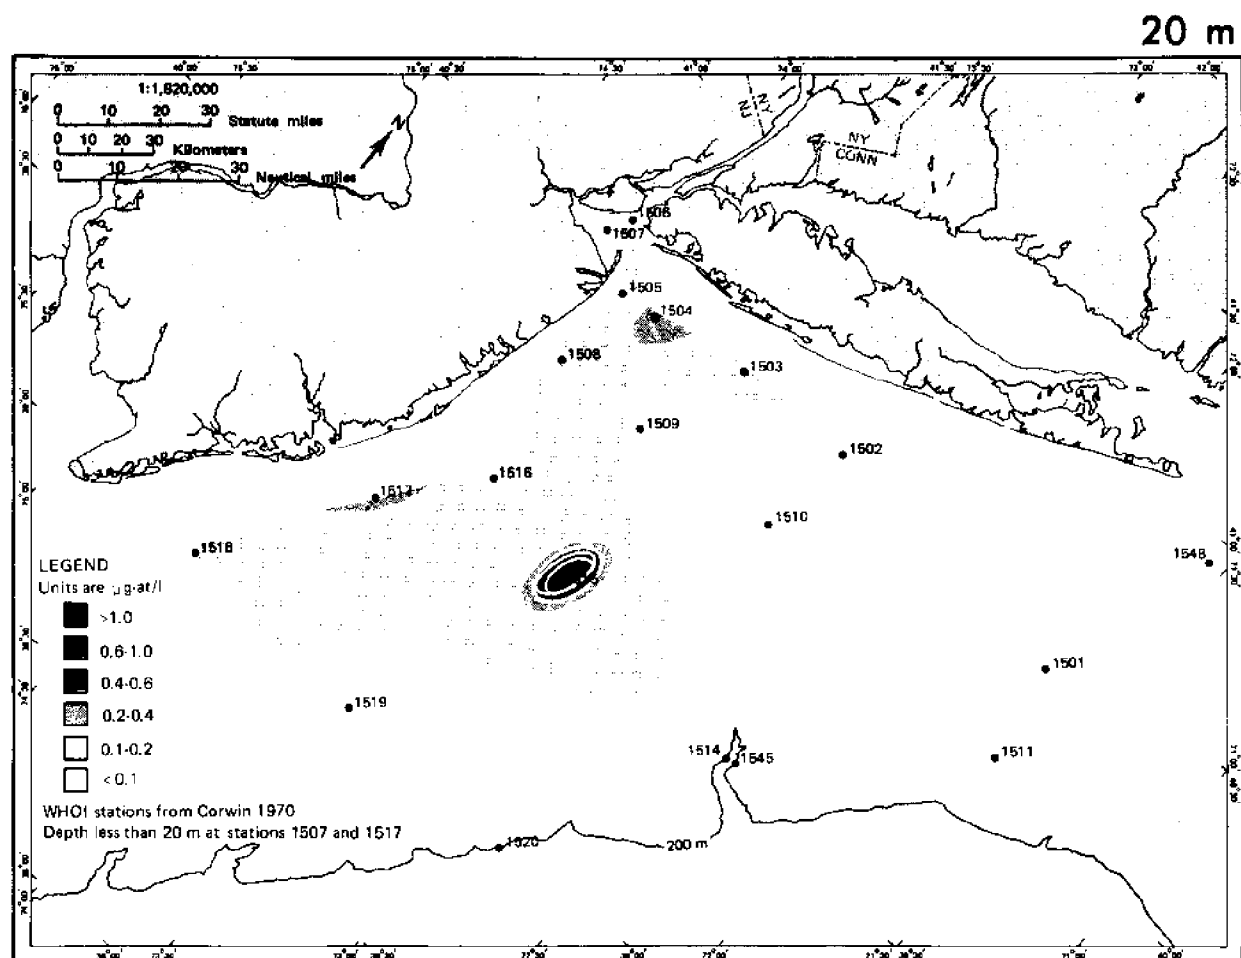 20 m
1:1,820,000
0 10 20 30
Statute miles
0 10 20 30
Kilometers
0 10 20 30
Nautical miles
N
NJ
NY
NY
CONN
1506
1507
1505
1504
1508
1503
1509
1502
1516
1517
1510
1518
1548
LEGEND
Units are μg-at/l
>1.0
0.6-1.0
0.4-0.6
0.2-0.4
0.1-0.2
<0.1
1501
1519
1514
1545
1511
WHOI stations from Corwin 1970
Depth less than 20 m at stations 1507 and 1517
1520
200 m